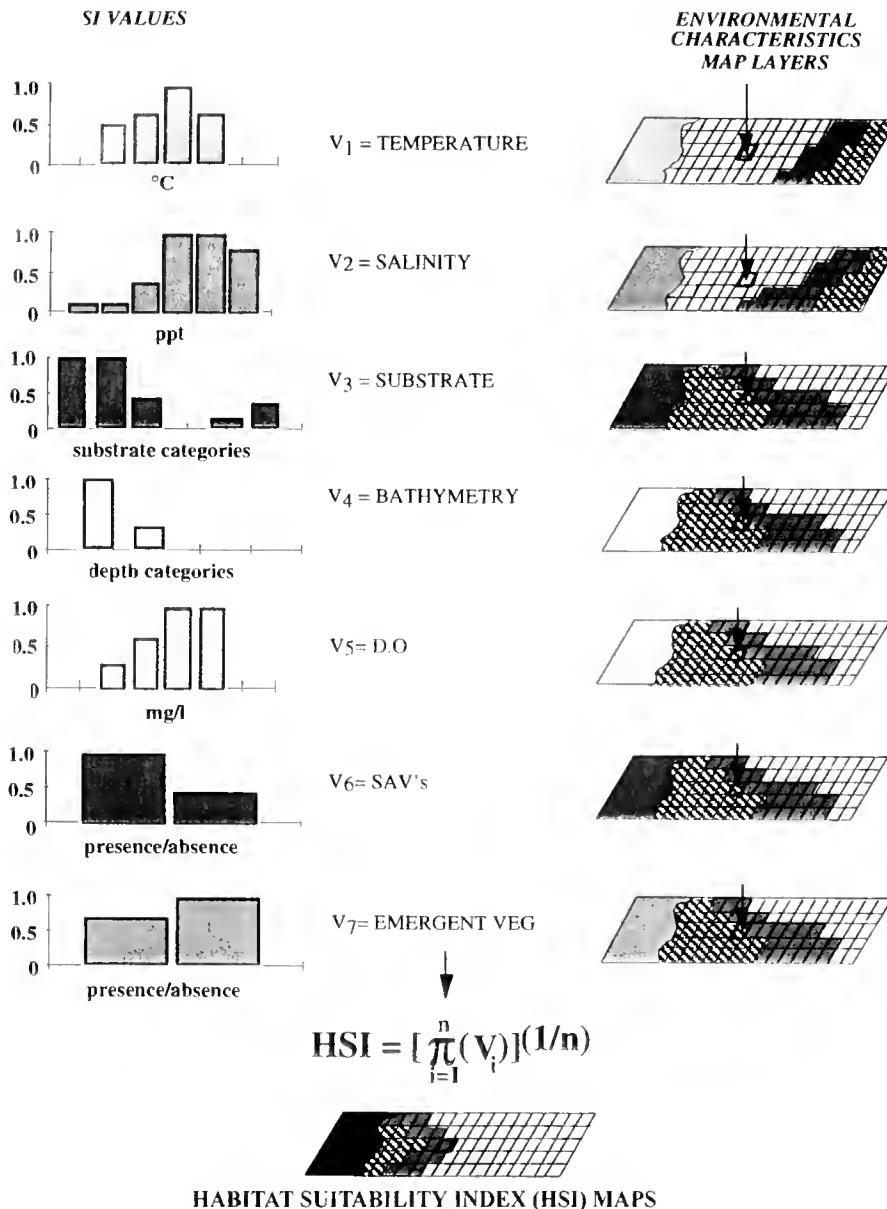 SI VALUES
ENVIRONMENTAL
CHARACTERISTICS
MAP LAYERS
1.0
0.5
0
°C
V1 = TEMPERATURE
1.0
0.5
0
ppt
V2 = SALINITY
1.0
0.5
0
substrate categories
V3 = SUBSTRATE
1.0
0.5
0
depth categories
V4 = BATHYMETRY
1.0
0.5
0
mg/l
V5= D.O
1.0
0.5
0
presence/absence
V6= SAV's
1.0
0.5
0
presence/absence
V7= EMERGENT VEG
HSI = [ n π i=1 (Vi)](1/n)
HABITAT SUITABILITY INDEX (HSI) MAPS